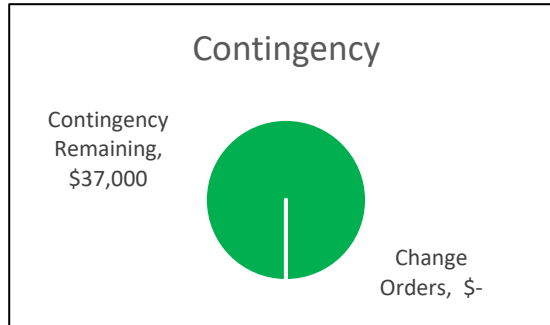 Contingency
Contingency
Remaining,
$37,000
Change
Orders, $-